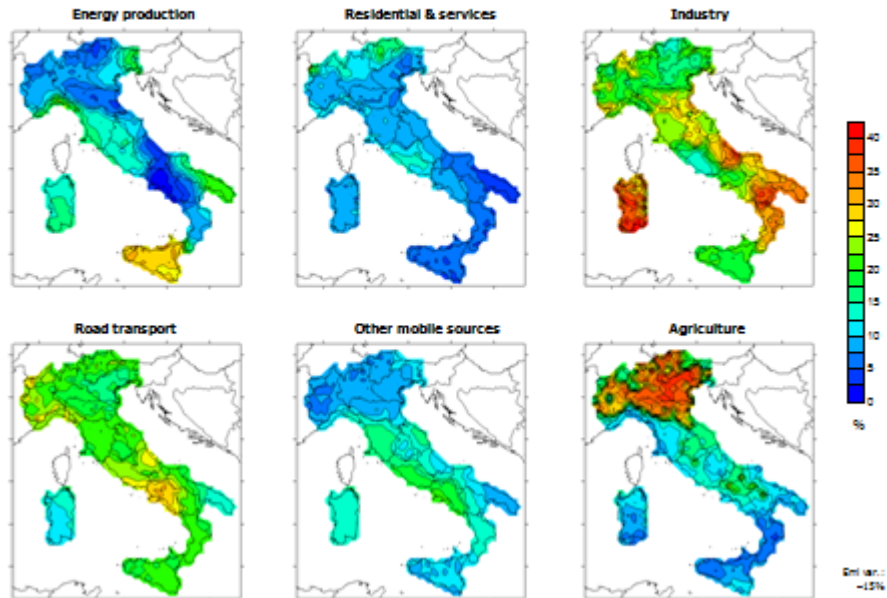 Energy production
Residential & services
Industry
40
35
30
25
20
15
10
5
0
%
Road transport
Other mobile sources
Agriculture
Emi var.:
-15%